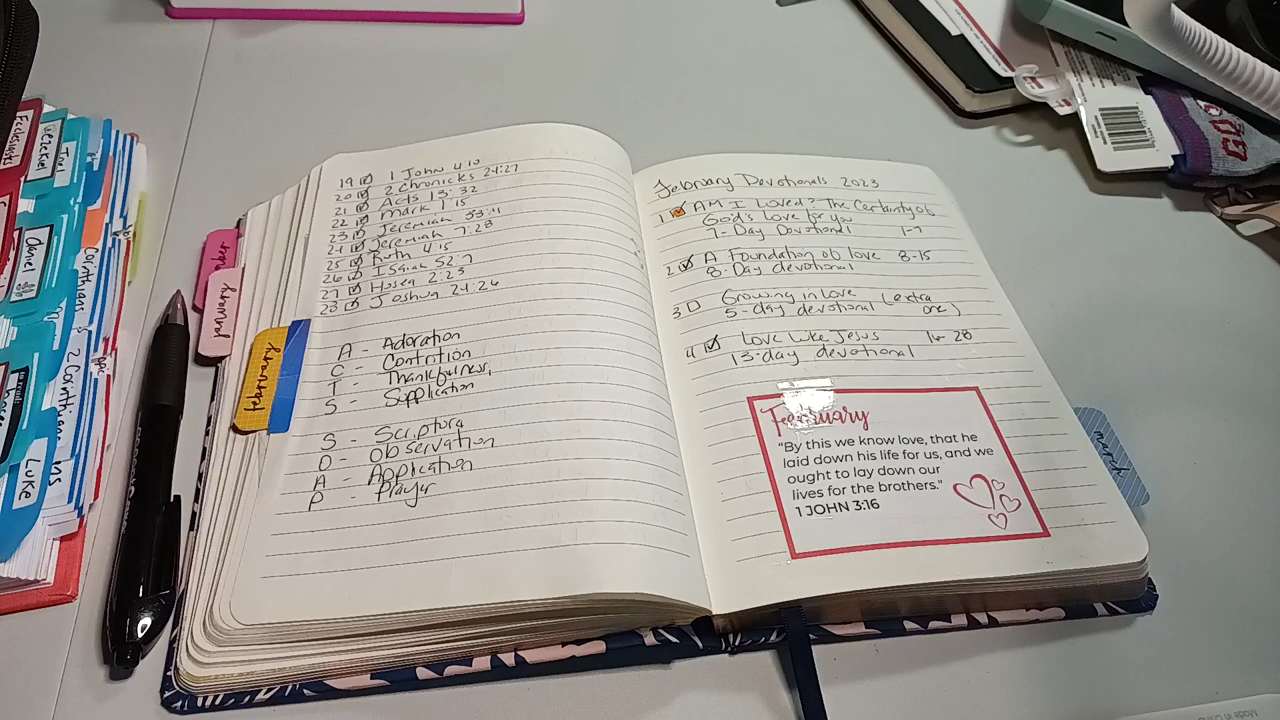 19 1 John 4:10
20 2 Chronicles 24:27
21 Acts 13:32
22 Mark 1:15
23 Jeremiah 33:11
24 Jeremiah 7:28
25 Ruth 4:15
26 Isaiah 52:7
27 Hosea 2:23
28 Joshua 24:26
A - Adoration
C - Contrition
T - Thankfulness
S - Supplication
S - Scripture
O - Observation
A - Application
P - Prayer
February Devotionals 2023
1 AM I Loved? The Certainty of
God's Love for you
7-Day Devotional 1-7
2 A Foundation of love 8-15
8-Day devotional
3 Growing in Love (extra
5-day devotional one)
4 Love Like Jesus 16-28
13-day devotional
February
"By this we know love, that he
laid down his life for us, and we
ought to lay down our
lives for the brothers."
1 JOHN 3:16
march
February
January
Ecclesiastes
Ezekiel
Joel
Daniel
Corinthians
2 Corinthians
Luke